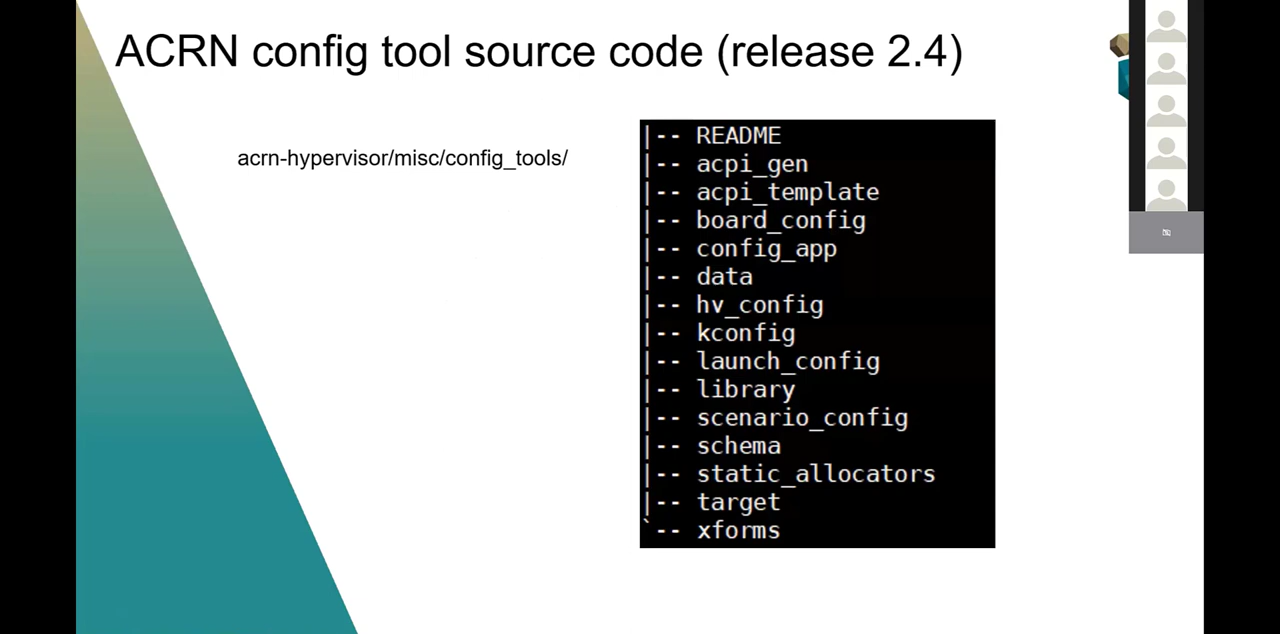 ACRN config tool source code (release 2.4)
acrn-hypervisor/misc/config_tools/
|-- README
|-- acpi_gen
|-- acpi_template
|-- board_config
|-- config_app
|-- data
|-- hv_config
|-- kconfig
|-- launch_config
|-- library
|-- scenario_config
|-- schema
|-- static_allocators
|-- target
`-- xforms